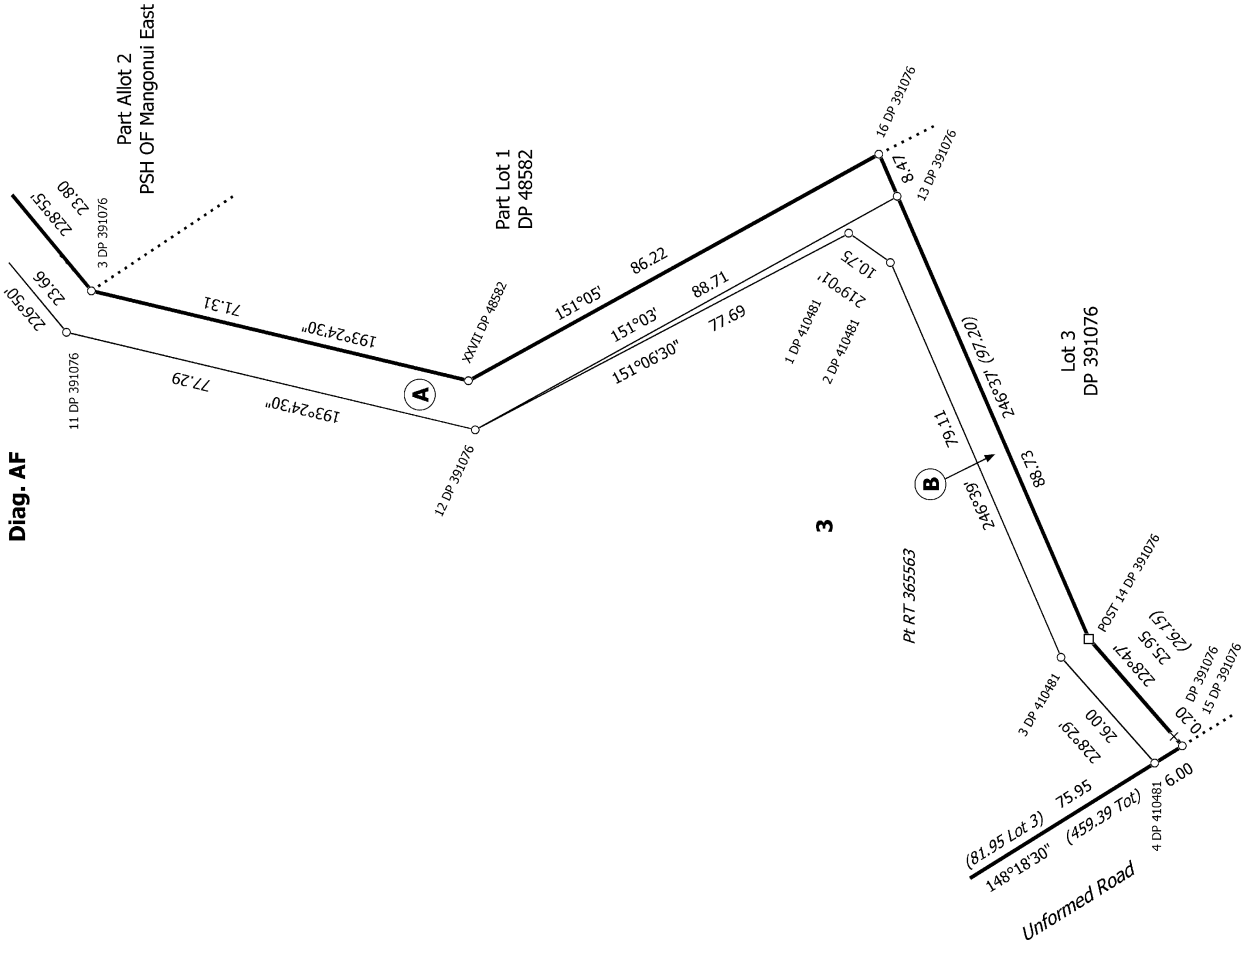 Diag. AF
Part Allot 2
PSH OF Mangonui East
228°55'
23.80
3 DP 391076
226°50'
23.66
11 DP 391076
71.31
193°24'30"
77.29
193°24'30"
A
XXVII DP 48582
12 DP 391076
Part Lot 1
DP 48582
151°05'
86.22
151°03'
88.71
151°06'30"
77.69
16 DP 391076
8.47
13 DP 391076
10.75
219°01'
1 DP 410481
2 DP 410481
Lot 3
DP 391076
246°37' (97.20)
88.73
79.11
246°39'
B
3
Pt RT 365563
POST 14 DP 391076
228°47'
25.95
(26.15)
3 DP 410481
228°29'
26.00
0.20
DP 391076
15 DP 391076
6.00
4 DP 410481
(81.95 Lot 3)
75.95
148°18'30"
(459.39 Tot)
Unformed Road